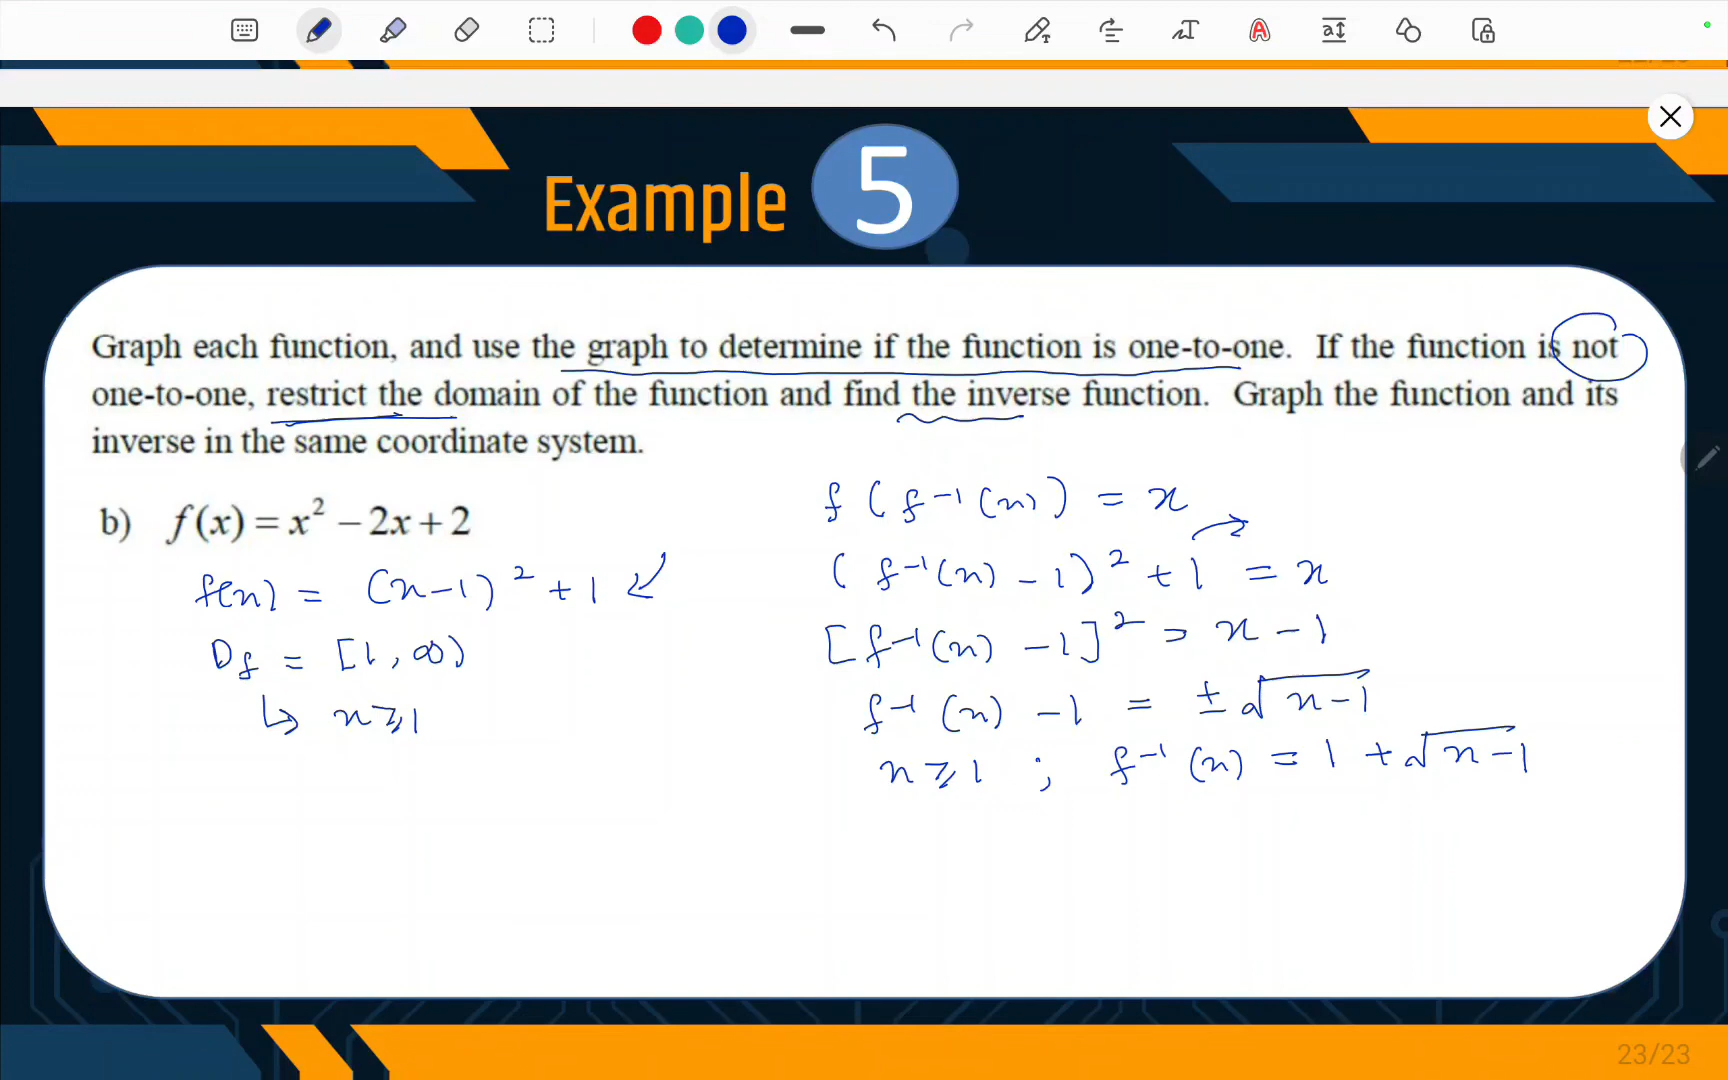 Example 5
Graph each function, and use the graph to determine if the function is one-to-one. If the function is not
one-to-one, restrict the domain of the function and find the inverse function. Graph the function and its
inverse in the same coordinate system.
b) f(x) = x² − 2x + 2
f(x) = (x−1)² + 1
D_f = [1, ∞)
↳ x ⩾ 1
f(f⁻¹(x)) = x
(f⁻¹(x) − 1)² + 1 = x
[f⁻¹(x) − 1]² = x − 1
f⁻¹(x) − 1 = ± √(x−1)
x ⩾ 1 ; f⁻¹(x) = 1 + √(x−1)
23/23